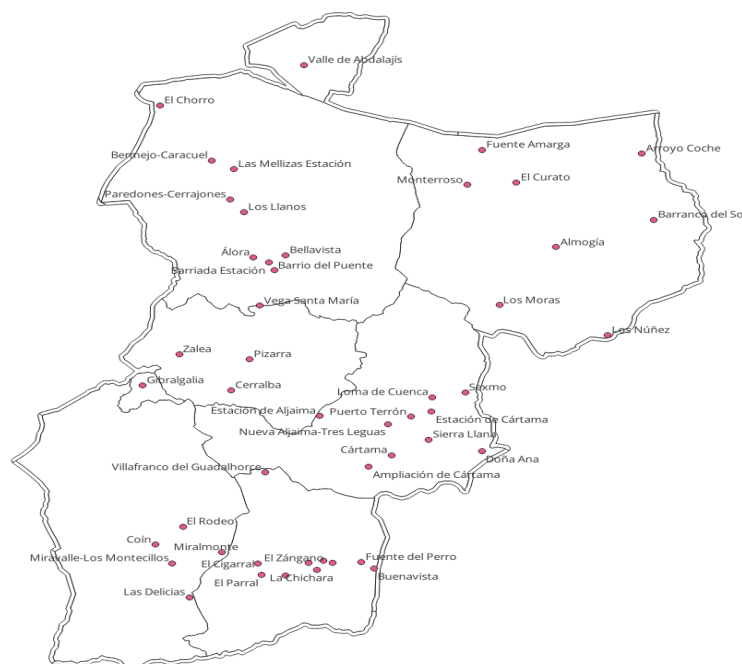 Valle de Abdalajís
El Chorro
Fuente Amarga
Arroyo Coche
Bermejo-Caracuel
Las Mellizas Estación
Monterroso
El Curato
Paredones-Cerrajones
Los Llanos
Barranco del So
Álora
Bellavista
Almogía
Barriada Estación
Barrio del Puente
Vega Santa María
Los Moras
Los Núñez
Zalea
Pizarra
Gibralgalia
Cerralba
Loma de Cuenca
Sexmo
Estación de Aljaima
Puerto Terrón
Estación de Cártama
Nueva Aljaima-Tres Leguas
Sierra Llana
Cártama
Doña Ana
Villafranco del Guadalhorce
Ampliación de Cártama
El Rodeo
Coín
Miralmonte
Miravalle-Los Montecillos
El Cigarral
El Zángano
Fuente del Perro
El Parral
La Chichara
Buenavista
Las Delicias